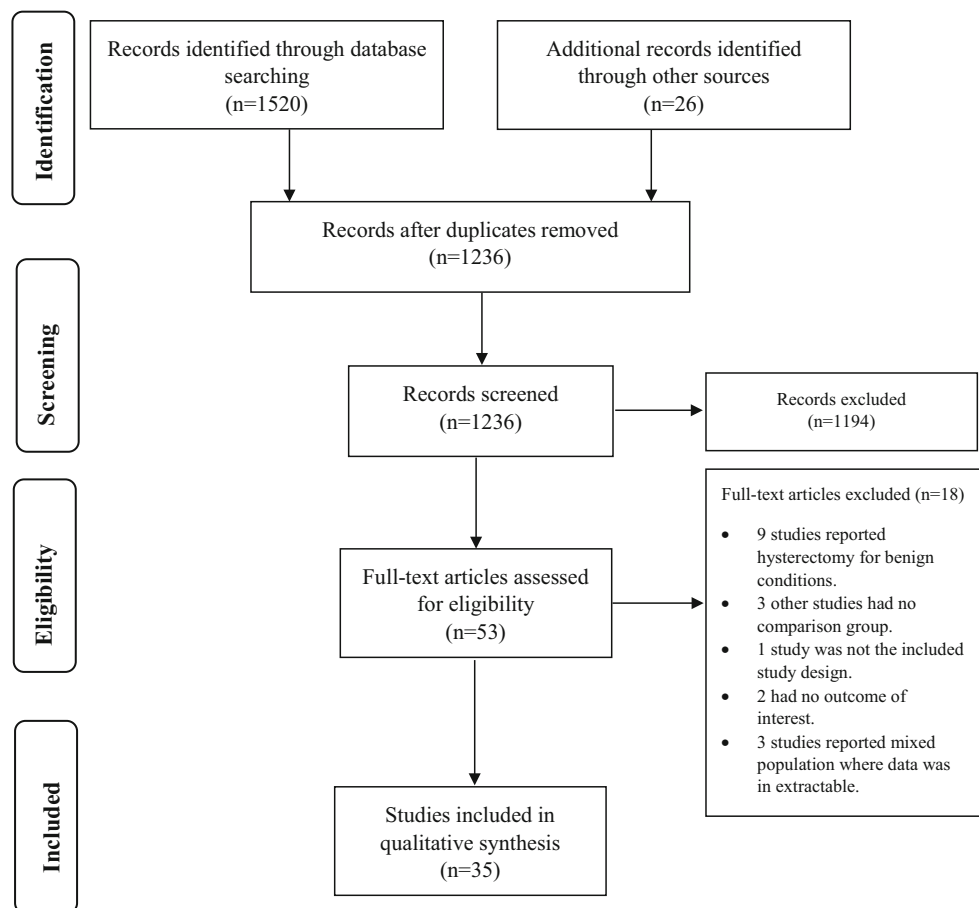 Identification
Records identified through database
searching
(n=1520)
Additional records identified
through other sources
(n=26)
Records after duplicates removed
(n=1236)
Screening
Records screened
(n=1236)
Records excluded
(n=1194)
Eligibility
Full-text articles assessed
for eligibility
(n=53)
Full-text articles excluded (n=18)
• 9 studies reported
hysterectomy for benign
conditions.
• 3 other studies had no
comparison group.
• 1 study was not the included
study design.
• 2 had no outcome of
interest.
• 3 studies reported mixed
population where data was
in extractable.
Included
Studies included in
qualitative synthesis
(n=35)